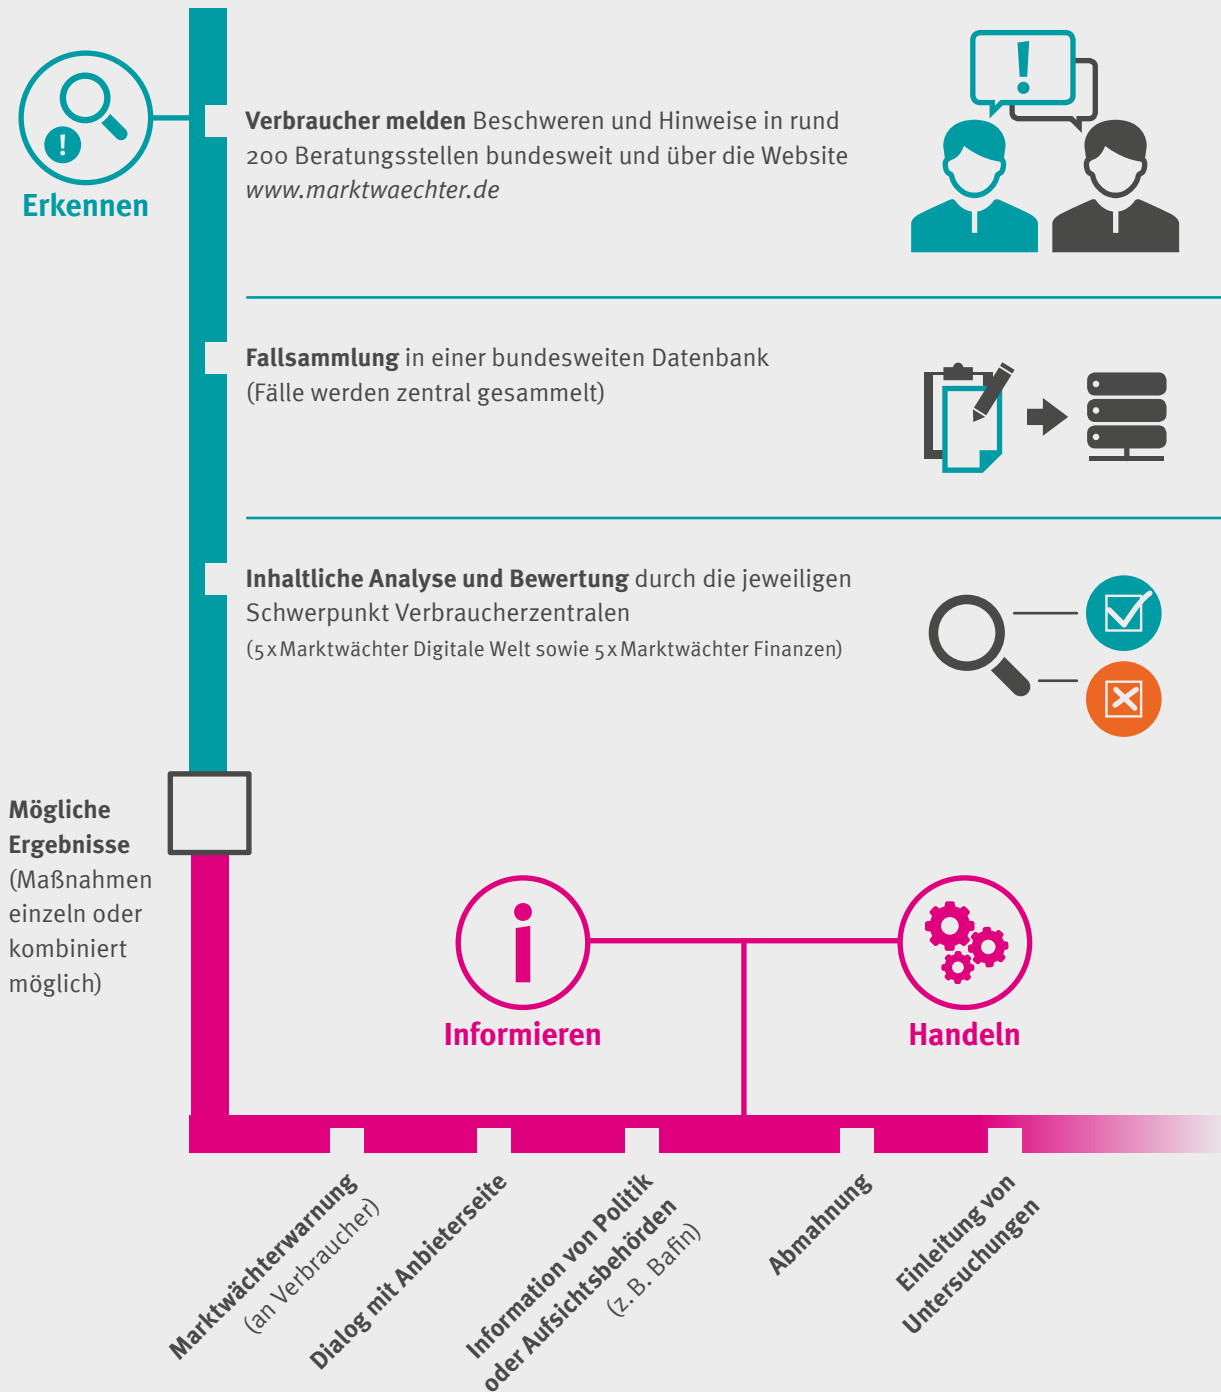 Erkennen
Verbraucher melden Beschweren und Hinweise in rund
200 Beratungsstellen bundesweit und über die Website
www.marktwaechter.de
Fallsammlung in einer bundesweiten Datenbank
(Fälle werden zentral gesammelt)
Inhaltliche Analyse und Bewertung durch die jeweiligen
Schwerpunkt Verbraucherzentralen
(5 x Marktwächter Digitale Welt sowie 5 x Marktwächter Finanzen)
Mögliche
Ergebnisse
(Maßnahmen
einzeln oder
kombiniert
möglich)
Informieren
Handeln
Marktwächterwarnung
(an Verbraucher)
Dialog mit Anbieterseite
Information von Politik
oder Aufsichtsbehörden
(z. B. Bafin)
Abmahnung
Einleitung von
Untersuchungen